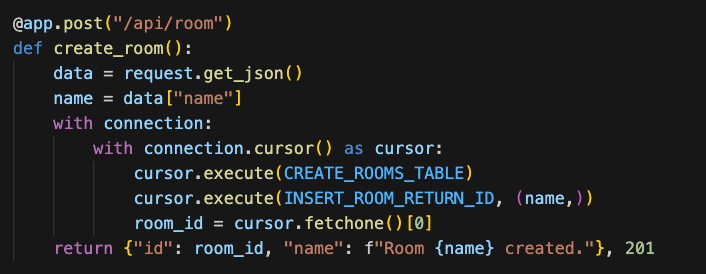 @app.post("/api/room")
def create_room():
    data = request.get_json()
    name = data["name"]
    with connection:
        with connection.cursor() as cursor:
            cursor.execute(CREATE_ROOMS_TABLE)
            cursor.execute(INSERT_ROOM_RETURN_ID, (name,))
            room_id = cursor.fetchone()[0]
    return {"id": room_id, "name": f"Room {name} created."}, 201